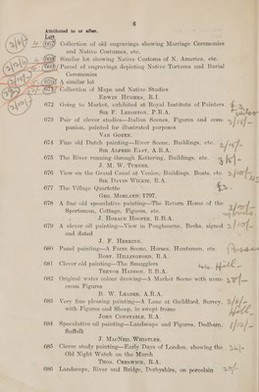 6
Attributed to or after.
Lot
667 Collection of old engravings showing Marriage Ceremonies
and Native Costumes, etc.
668 Similar lot showing Native Customs of N. America, etc.
669 Parcel of engravings depicting Native Tortures and Burial
Ceremonies
670 A similar lot
671 Collection of Maps and Native Studies
EDWIN HUGHES, R.I.
672 Going to Market, exhibited at Royal Institute of Painters
SIR F. LEIGHTON, P.R.A.
673 Pair of clever studies—Italian Scenes, Figures and com-
panion, painted for illustrated purposes
VAN GOYEN.
674 Fine old Dutch painting—River Scene, Buildings, etc.
SIR ALFRED EAST, A.R.A.
675 The River running through Kettering, Buildings, etc.
J. M. W. TURNER.
676 View on the Grand Canal of Venice, Buildings, Boats, etc.
SIR DAVID WILKIE, R.A.
677 The Village Quartette
£2.
GEO. MORLAND 1797.
678 A fine old speculative painting—The Return of the
Sportsman, Cottage, Figures, etc.
J. HORACE HOOPER, R.B.A.
679 A clever oil painting—View in Pangbourne, Berks, signed
and dated
J. F. HERRING.
680 Panel painting—A Farm Scene, Horses, Huntsman, etc.
ROBT. HILLINGFORD, R.A.
681 Clever old painting—The Smugglers
TREVOR HADDON, R.B.A.
682 Original water colour drawing—A Market Scene with nume-
rous Figures
B. W. LEADER, A.R.A.
683 Very fine pleasing painting—A Lane at Guildford, Surrey,
with Figures and Sheep, in swept frame
JOHN CONSTABLE, R.A.
684 Speculative oil painting—Landscape and Figures, Dedham,
Suffolk
J. MACNEIL WHISTLER.
685 Clever study painting—Early Days of London, showing the
Old Night Watch on the March
THOS. CRESWICK, R.A.
686 Landscape, River and Bridge, Derbyshire, on porcelain